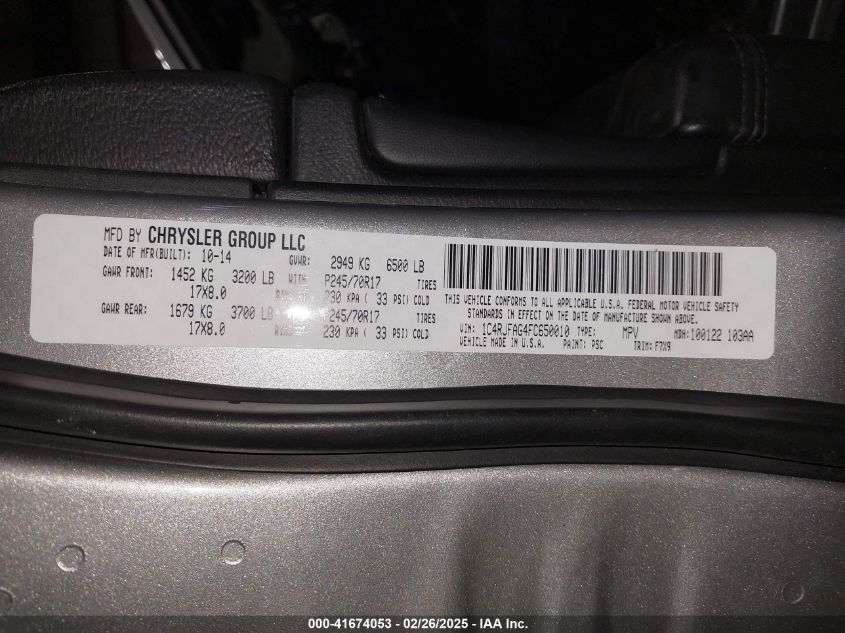 MFD BY CHRYSLER GROUP LLC
DATE OF MFR(BUILT): 10-14 GVWR: 2949 KG 6500 LB
GAWR FRONT: 1452 KG 3200 LB WITH P245/70R17 TIRES
17X8.0 RIMS AT 230 KPA ( 33 PSI) COLD
GAWR REAR: 1679 KG 3700 LB P245/70R17 TIRES
17X8.0 230 KPA ( 33 PSI) COLD
THIS VEHICLE CONFORMS TO ALL APPLICABLE U.S.A. FEDERAL MOTOR VEHICLE SAFETY
STANDARDS IN EFFECT ON THE DATE OF MANUFACTURE SHOWN ABOVE.
VIN: 1C4RJFAG4FC650010 TYPE: MPV MDH:100122 103AA
VEHICLE MADE IN U.S.A. PAINT: PSC TRIM: F7X9
000-41674053 - 02/26/2025 - IAA Inc.